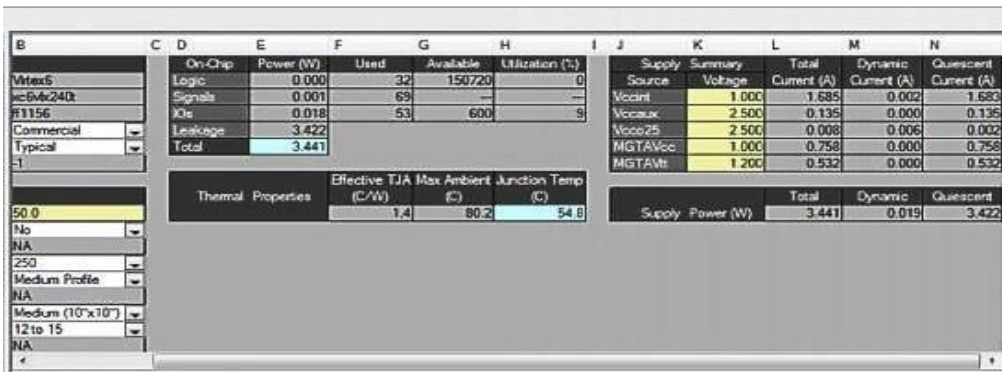 B C D E F G H I J K L M N
On-Chip Power (W) Used Available Utilization (%) Supply Summary Total Dynamic Quiescent
Virtex6 Logic 0.000 32 150720 0 Source Voltage Current (A) Current (A) Current (A)
xc6vlx240t Signals 0.001 69 --- --- Vccint 1.000 1.685 0.002 1.682
ff1156 IOs 0.018 53 600 9 Vccaux 2.500 0.135 0.000 0.135
Commercial Leakage 3.422 Vcco25 2.500 0.008 0.006 0.002
Typical Total 3.441 MGTAVcc 1.000 0.758 0.000 0.758
-1 MGTAVtt 1.200 0.532 0.000 0.532
Effective TJA Max Ambient Junction Temp
Thermal Properties (C/W) (C) (C) Total Dynamic Quiescent
50.0 1.4 80.2 54.8 Supply Power (W) 3.441 0.019 3.422
No
NA
250
Medium Profile
NA
Medium (10"x10")
12 to 15
NA